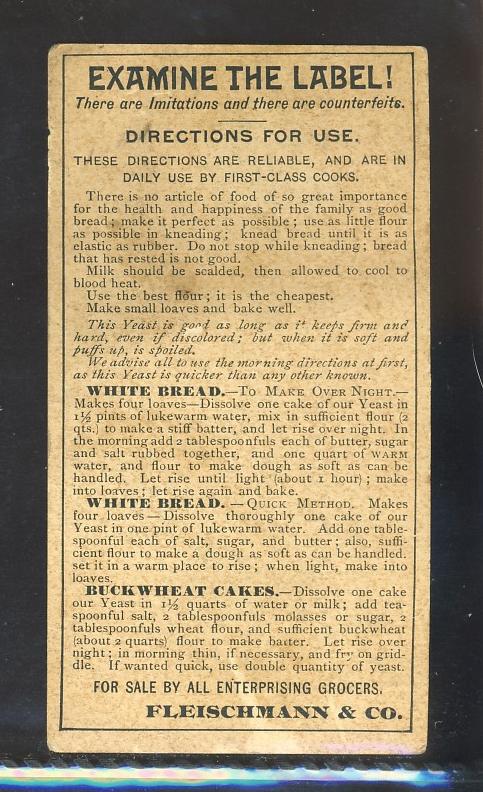 EXAMINE THE LABEL!
There are Imitations and there are counterfeits.
DIRECTIONS FOR USE.
THESE DIRECTIONS ARE RELIABLE, AND ARE IN
DAILY USE BY FIRST-CLASS COOKS.
There is no article of food of so great importance
for the health and happiness of the family as good
bread; make it perfect as possible; use as little flour
as possible in kneading; knead bread until it is as
elastic as rubber. Do not stop while kneading; bread
that has rested is not good.
Milk should be scalded, then allowed to cool to
blood heat.
Use the best flour; it is the cheapest.
Make small loaves and bake well.
This Yeast is good as long as it keeps firm and
hard, even if discolored; but when it is soft and
puffs up, is spoiled.
We advise all to use the morning directions at first,
as this Yeast is quicker than any other known.
WHITE BREAD.—TO MAKE OVER NIGHT.—
Makes four loaves—Dissolve one cake of our Yeast in
1½ pints of lukewarm water, mix in sufficient flour (2
qts.) to make a stiff batter, and let rise over night. In
the morning add 2 tablespoonfuls each of butter, sugar
and salt rubbed together, and one quart of WARM
water, and flour to make dough as soft as can be
handled. Let rise until light (about 1 hour); make
into loaves; let rise again and bake.
WHITE BREAD.—QUICK METHOD. Makes
four loaves—Dissolve thoroughly one cake of our
Yeast in one pint of lukewarm water. Add one table-
spoonful each of salt, sugar, and butter; also, suffi-
cient flour to make a dough as soft as can be handled.
set it in a warm place to rise; when light, make into
loaves.
BUCKWHEAT CAKES.—Dissolve one cake
our Yeast in 1½ quarts of water or milk; add tea-
spoonful salt, 2 tablespoonfuls molasses or sugar, 2
tablespoonfuls wheat flour, and sufficient buckwheat
(about 2 quarts) flour to make batter. Let rise over
night; in morning thin, if necessary, and fry on grid-
dle. If wanted quick, use double quantity of yeast.
FOR SALE BY ALL ENTERPRISING GROCERS.
FLEISCHMANN & CO.